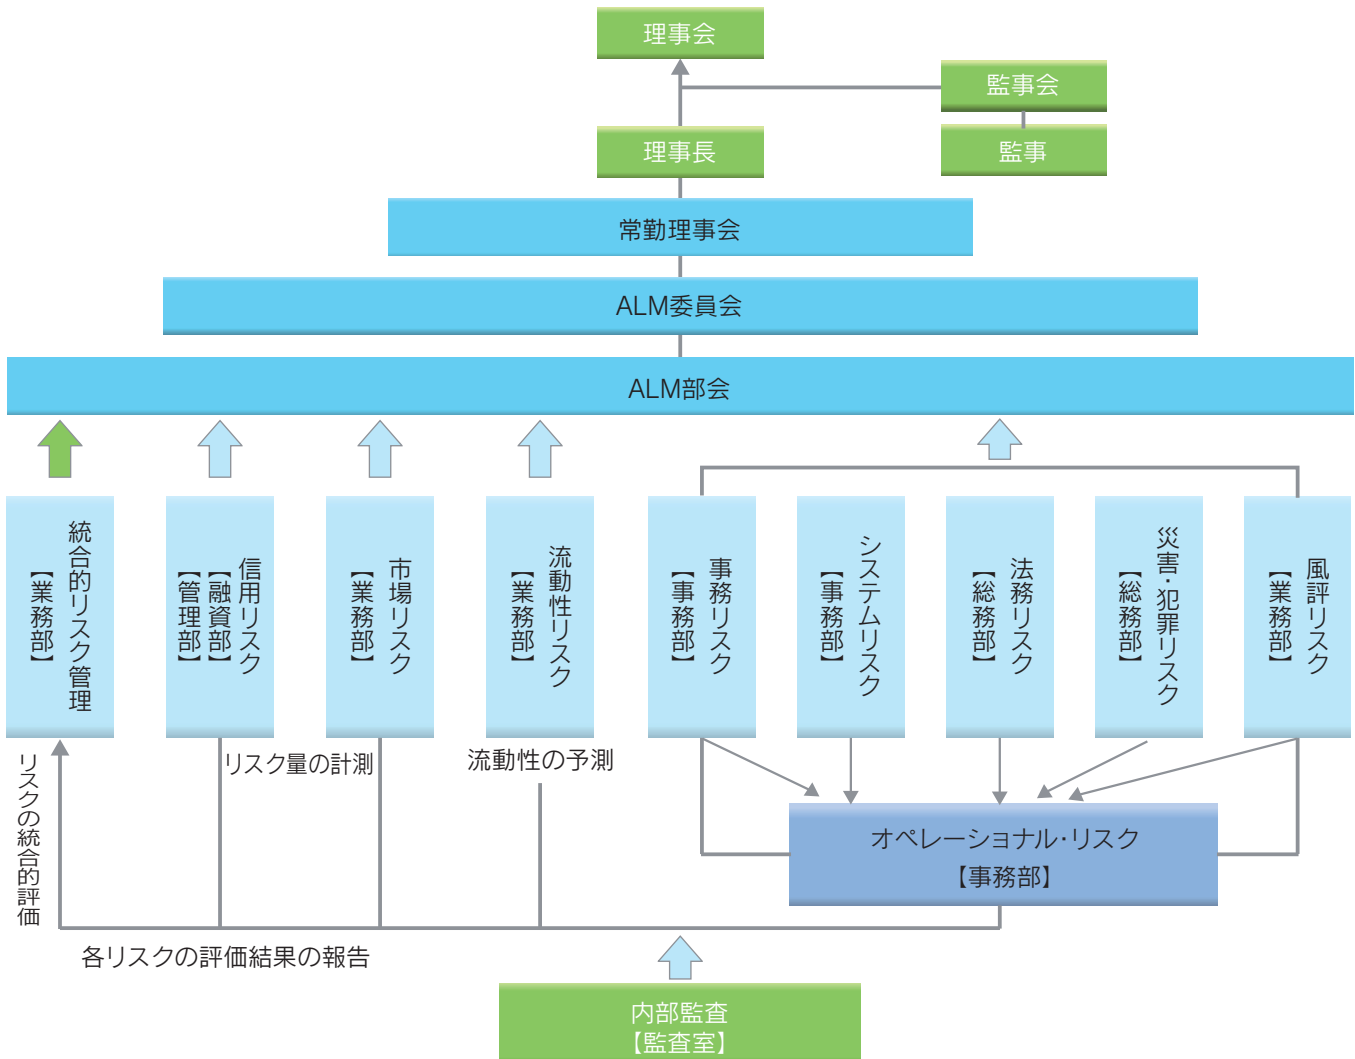 理事会
監事会
理事長
監事
常勤理事会
ALM委員会
ALM部会
統合的リスク管理
【業務部】
信用リスク
【融資部】
【管理部】
市場リスク
【業務部】
流動性リスク
【業務部】
事務リスク
【事務部】
システムリスク
【事務部】
法務リスク
【総務部】
災害・犯罪リスク
【総務部】
風評リスク
【業務部】
リスクの統合的評価
リスク量の計測
流動性の予測
オペレーショナル・リスク
【事務部】
各リスクの評価結果の報告
内部監査
【監査室】